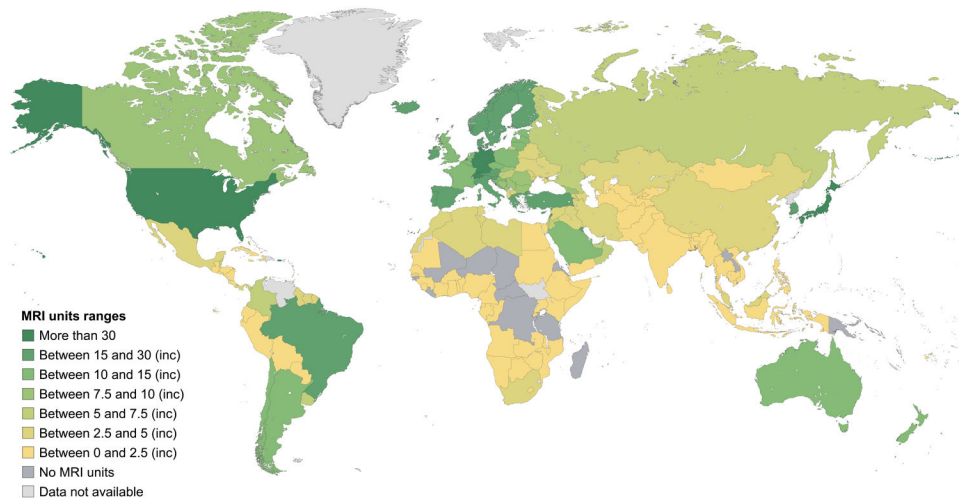 MRI units ranges
More than 30
Between 15 and 30 (inc)
Between 10 and 15 (inc)
Between 7.5 and 10 (inc)
Between 5 and 7.5 (inc)
Between 2.5 and 5 (inc)
Between 0 and 2.5 (inc)
No MRI units
Data not available